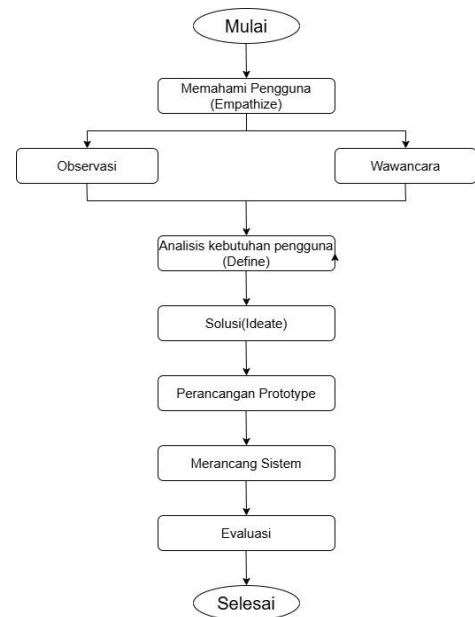 Mulai
Memahami Pengguna
(Empathize)
Observasi
Wawancara
Analisis kebutuhan pengguna
(Define)
Solusi(Ideate)
Perancangan Prototype
Merancang Sistem
Evaluasi
Selesai